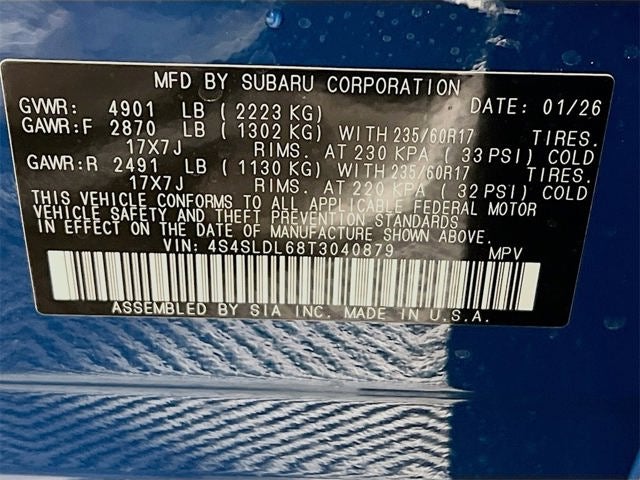 MFD BY SUBARU CORPORATION
GVWR: 4901 LB ( 2223 KG) DATE: 01/26
GAWR:F 2870 LB ( 1302 KG) WITH 235/60R17 TIRES.
17X7J RIMS. AT 230 KPA ( 33 PSI) COLD
GAWR:R 2491 LB ( 1130 KG) WITH 235/60R17 TIRES.
17X7J RIMS. AT 220 KPA ( 32 PSI) COLD
THIS VEHICLE CONFORMS TO ALL APPLICABLE FEDERAL MOTOR
VEHICLE SAFETY AND THEFT PREVENTION STANDARDS
IN EFFECT ON THE DATE OF MANUFACTURE SHOWN ABOVE.
VIN: 4S4SLDL68T3040879 MPV
ASSEMBLED BY SIA INC. MADE IN U.S.A.